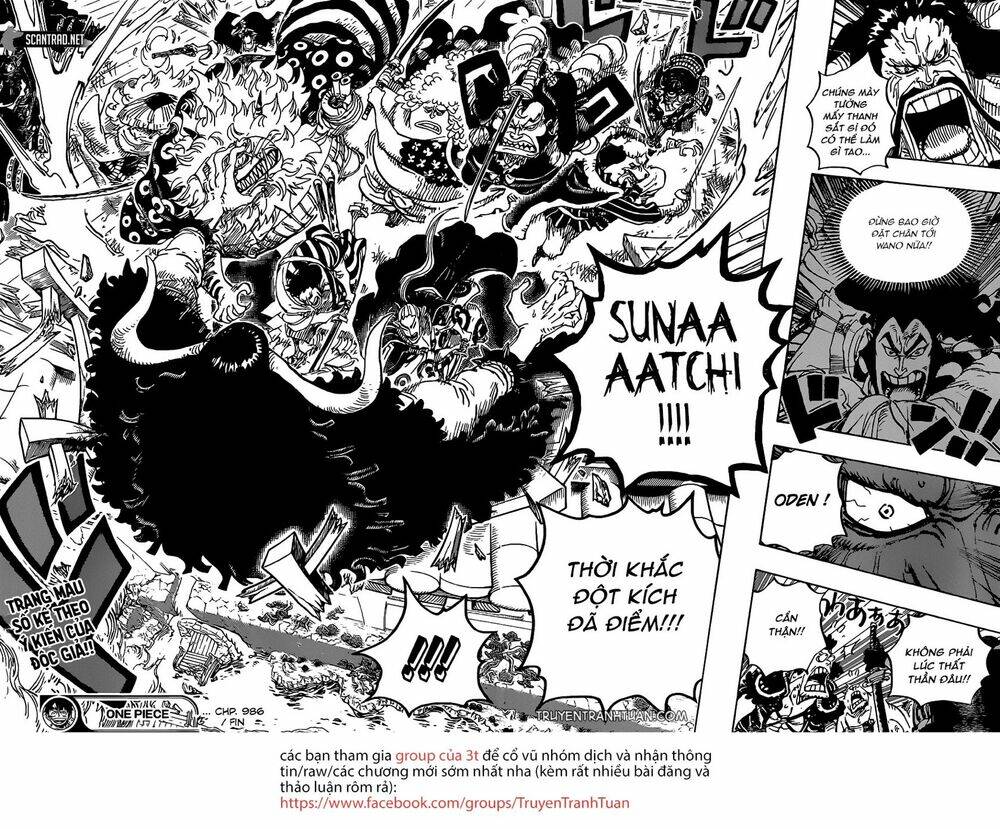 SCANTRAD.NET
CHÚNG MÀY
TƯỞNG
MẤY THANH
SẮT GỈ ĐÓ
CÓ THỂ LÀM
GÌ TAO...
ĐỪNG BAO GIỜ
ĐẶT CHÂN TỚI
WANO NỮA!!
ODEN !
CẨN
THẬN!!
KHÔNG PHẢI
LÚC THẤT
THẦN ĐÂU!!
わああああ
SUNAA
AATCHI
!!!!
THỜI KHẮC
ĐỘT KÍCH
ĐÃ ĐIỂM!!!
!!!
TRANG MÀU
SỐ KẾ THEO
Ý KIẾN CỦA
ĐỘC GIẢ!!
ONE PIECE
... CHP. 986
/ FIN
TRUYENTRANHTUAN.COM
các bạn tham gia group của 3t để cổ vũ nhóm dịch và nhận thông
tin/raw/các chương mới sớm nhất nha (kèm rất nhiều bài đăng và
thảo luận rôm rả):
https://www.facebook.com/groups/TruyenTranhTuan